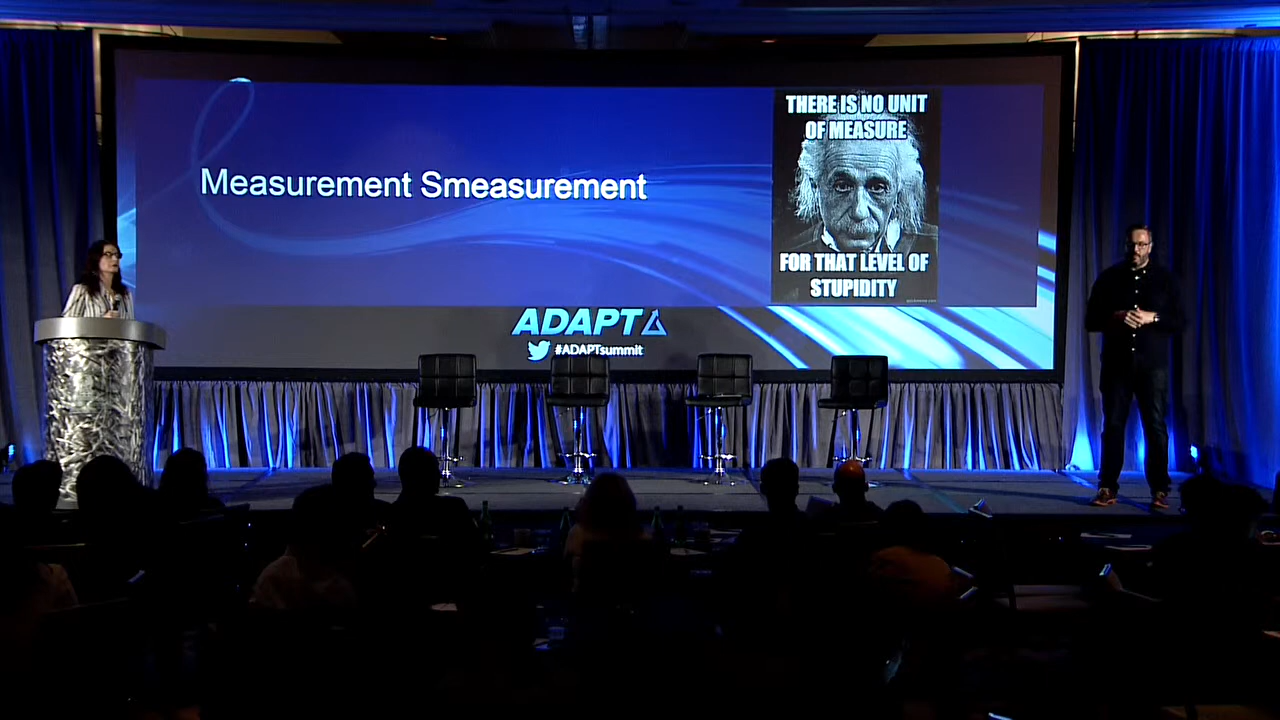 Measurement Smeasurement
THERE IS NO UNIT
OF MEASURE
FOR THAT LEVEL OF
STUPIDITY
ADAPT
#ADAPTsummit